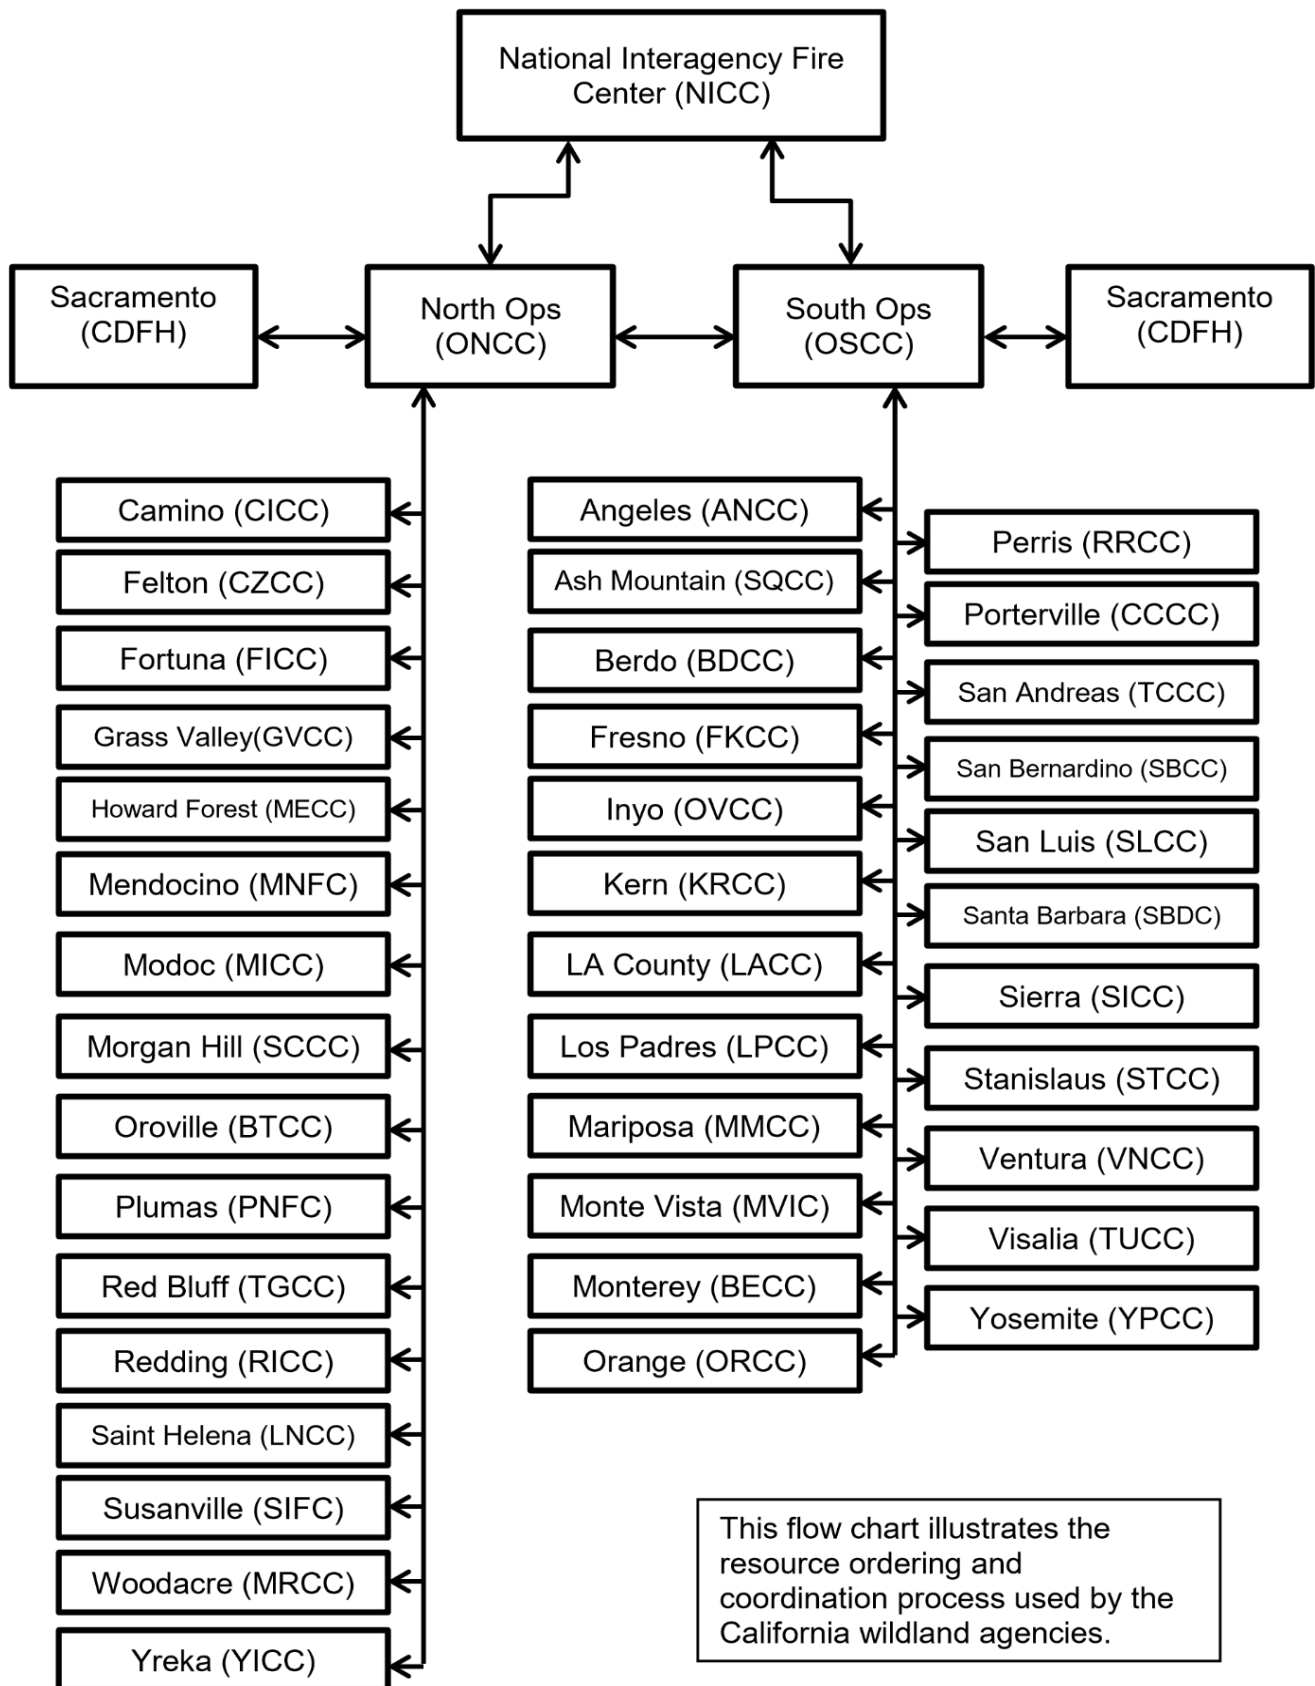 National Interagency Fire
Center (NICC)
Sacramento
(CDFH)
North Ops
(ONCC)
South Ops
(OSCC)
Sacramento
(CDFH)
Camino (CICC)
Felton (CZCC)
Fortuna (FICC)
Grass Valley(GVCC)
Howard Forest (MECC)
Mendocino (MNFC)
Modoc (MICC)
Morgan Hill (SCCC)
Oroville (BTCC)
Plumas (PNFC)
Red Bluff (TGCC)
Redding (RICC)
Saint Helena (LNCC)
Susanville (SIFC)
Woodacre (MRCC)
Yreka (YICC)
Angeles (ANCC)
Ash Mountain (SQCC)
Berdo (BDCC)
Fresno (FKCC)
Inyo (OVCC)
Kern (KRCC)
LA County (LACC)
Los Padres (LPCC)
Mariposa (MMCC)
Monte Vista (MVIC)
Monterey (BECC)
Orange (ORCC)
Perris (RRCC)
Porterville (CCCC)
San Andreas (TCCC)
San Bernardino (SBCC)
San Luis (SLCC)
Santa Barbara (SBDC)
Sierra (SICC)
Stanislaus (STCC)
Ventura (VNCC)
Visalia (TUCC)
Yosemite (YPCC)
This flow chart illustrates the
resource ordering and
coordination process used by the
California wildland agencies.